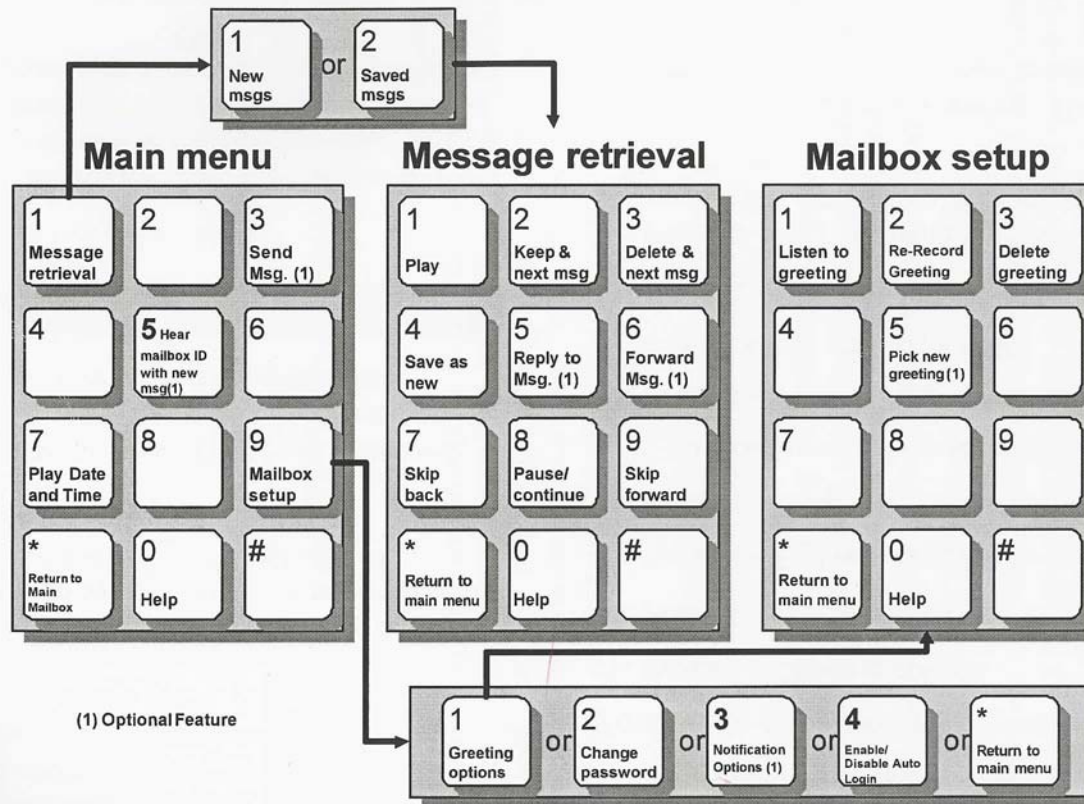 1
New
msgs
or
2
Saved
msgs
Main menu
1
Message
retrieval
2
3
Send
Msg. (1)
4
5 Hear
mailbox ID
with new
msg(1)
6
7
Play Date
and Time
8
9
Mailbox
setup
*
Return to
Main
Mailbox
0
Help
#
Message retrieval
1
Play
2
Keep &
next msg
3
Delete &
next msg
4
Save as
new
5
Reply to
Msg. (1)
6
Forward
Msg. (1)
7
Skip
back
8
Pause/
continue
9
Skip
forward
*
Return to
main menu
0
Help
#
Mailbox setup
1
Listen to
greeting
2
Re-Record
Greeting
3
Delete
greeting
4
5
Pick new
greeting (1)
6
7
8
9
*
Return to
main menu
0
Help
#
(1) Optional Feature
1
Greeting
options
or
2
Change
password
or
3
Notification
Options (1)
or
4
Enable/
Disable Auto
Login
or
*
Return to
main menu